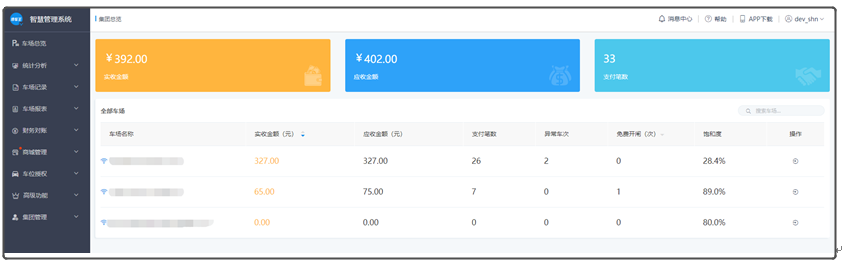 智慧管理系统
集团总览
消息中心 帮助 APP下载 dev_shn
车场总览
统计分析
车场记录
车场报表
财务对账
商城管理
车位授权
高级功能
集团管理
￥392.00
实收金额
￥402.00
应收金额
33
支付笔数
全部车场
搜索车场...
车场名称 实收金额（元） 应收金额（元） 支付笔数 异常车次 免费开闸（次） 饱和度 操作
327.00 327.00 26 2 0 28.4%
65.00 75.00 7 0 1 89.0%
0.00 0.00 0 0 0 80.0%